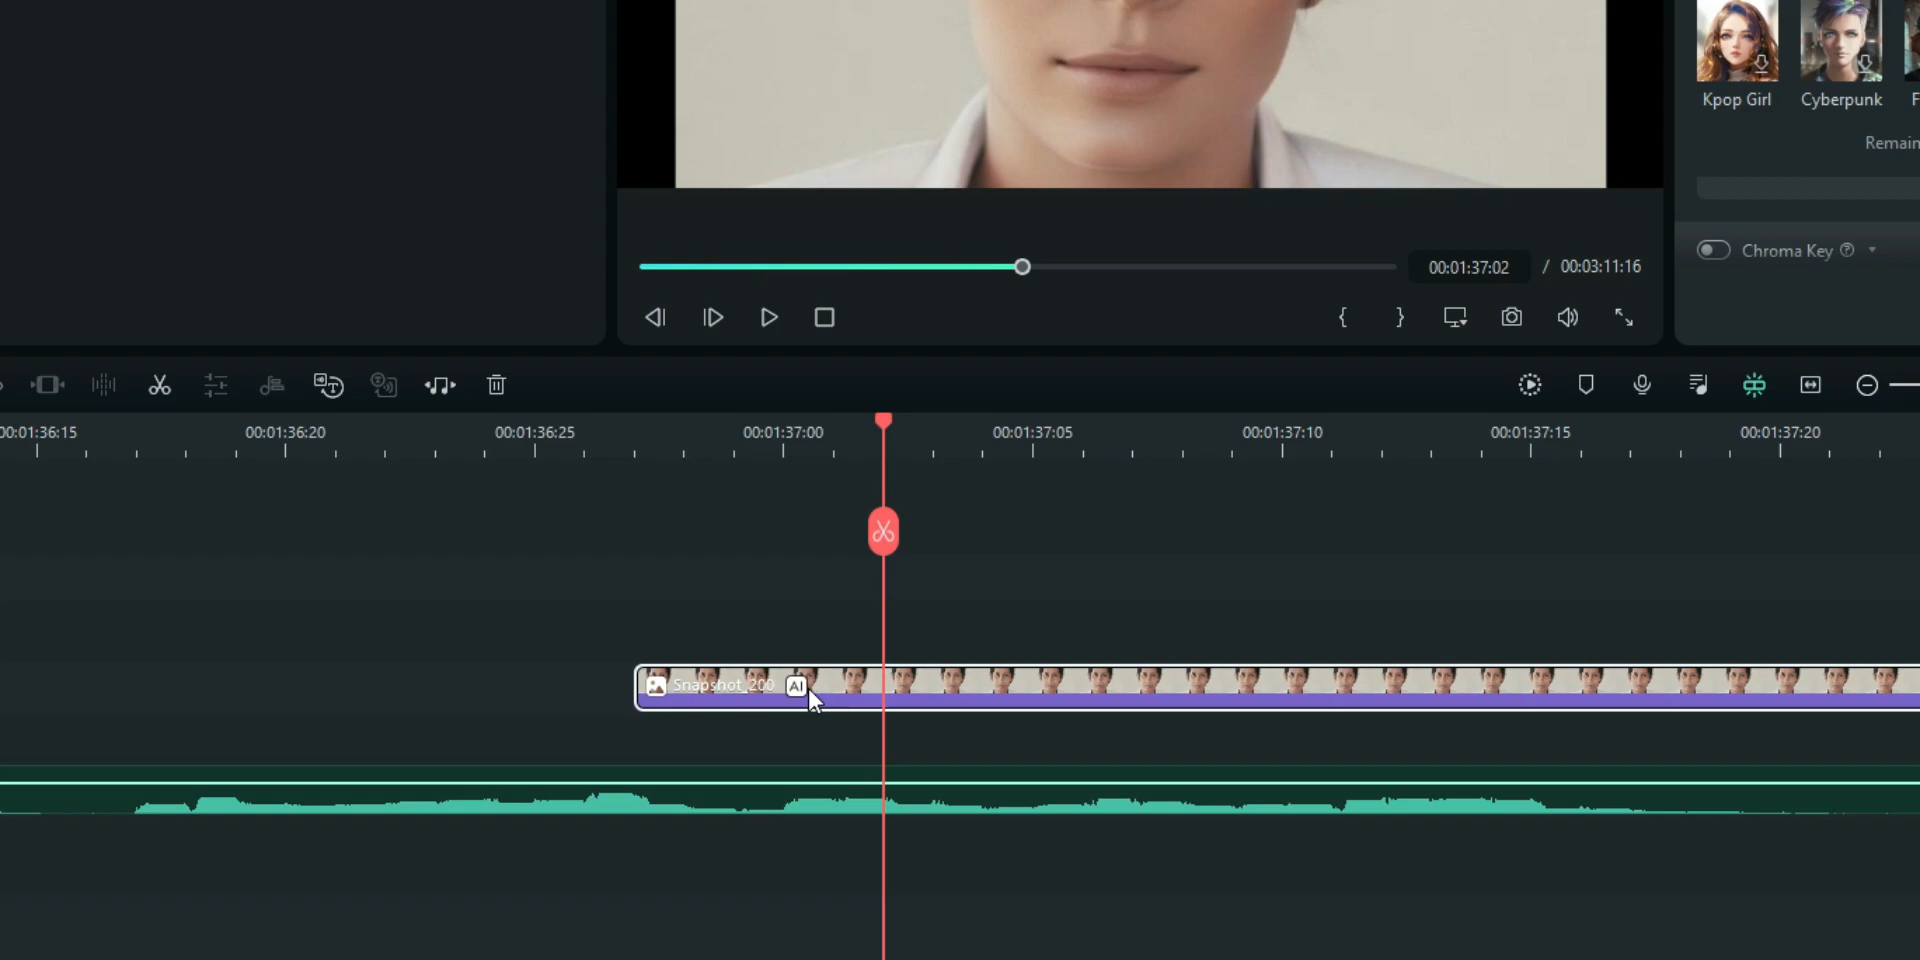 Kpop Girl
Cyberpunk
F
Remain
00:01:37:02 / 00:03:11:16
Chroma Key
00:01:36:15
00:01:36:20
00:01:36:25
00:01:37:00
00:01:37:05
00:01:37:10
00:01:37:15
00:01:37:20
Snapshot_200 AI